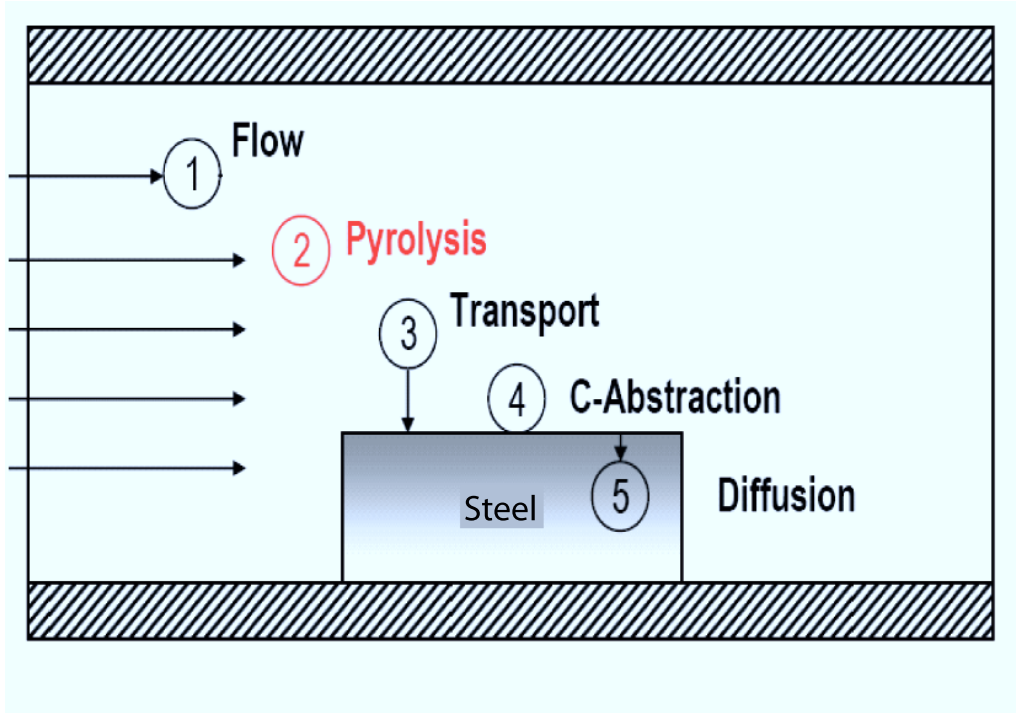 1 Flow
2 Pyrolysis
3 Transport
4 C-Abstraction
Steel
5 Diffusion